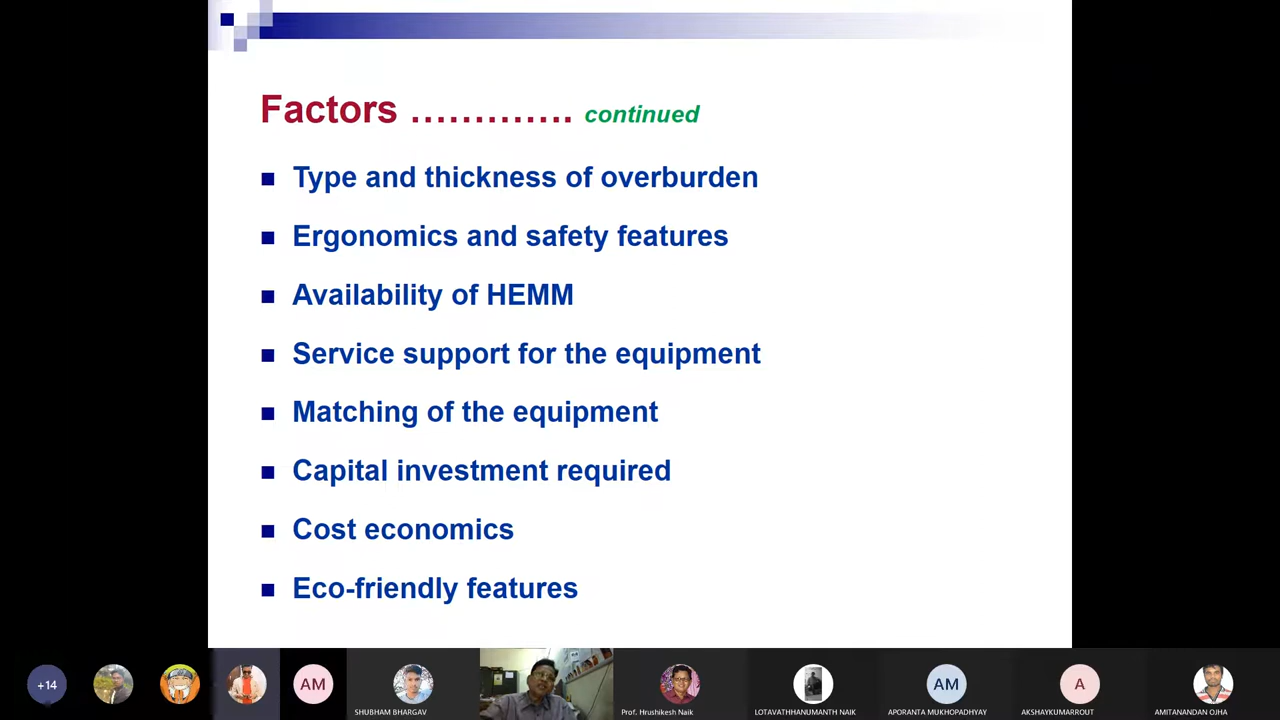 Factors …………. continued
Type and thickness of overburden
Ergonomics and safety features
Availability of HEMM
Service support for the equipment
Matching of the equipment
Capital investment required
Cost economics
Eco-friendly features
+14
AM
AM
A
SHUBHAM BHARGAV
Prof. Hrushikesh Naik
LOTAVATHHANUMANTH NAIK
APORANTA MUKHOPADHYAY
AKSHAYKUMARROUT
AMITANANDAN OJHA